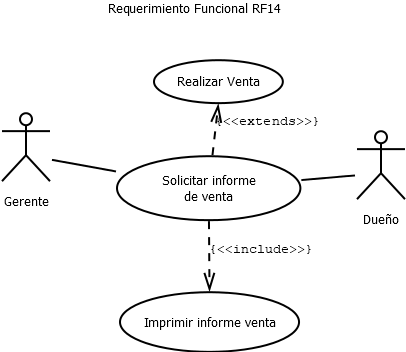 Requerimiento Funcional RF14
Realizar Venta
{<<extends>>}
Gerente
Solicitar informe
de venta
Dueño
{<<include>>}
Imprimir informe venta